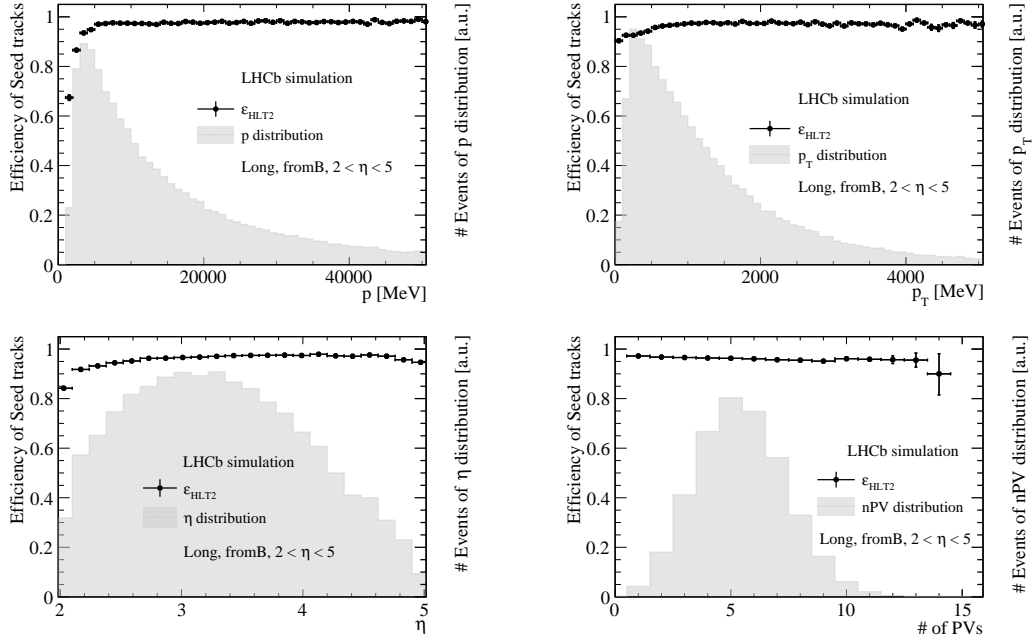 Efficiency of Seed tracks
1
0.8
0.6
0.4
0.2
0
LHCb simulation
ε_HLT2
p distribution
Long, fromB, 2 < η < 5
0 20000 40000
p [MeV]
# Events of p distribution [a.u.]
Efficiency of Seed tracks
1
0.8
0.6
0.4
0.2
0
LHCb simulation
ε_HLT2
p_T distribution
Long, fromB, 2 < η < 5
0 2000 4000
p_T [MeV]
# Events of p_T distribution [a.u.]
Efficiency of Seed tracks
1
0.8
0.6
0.4
0.2
0
LHCb simulation
ε_HLT2
η distribution
Long, fromB, 2 < η < 5
2 3 4 5
η
# Events of η distribution [a.u.]
Efficiency of Seed tracks
1
0.8
0.6
0.4
0.2
0
LHCb simulation
ε_HLT2
nPV distribution
Long, fromB, 2 < η < 5
0 5 10 15
# of PVs
# Events of nPV distribution [a.u.]